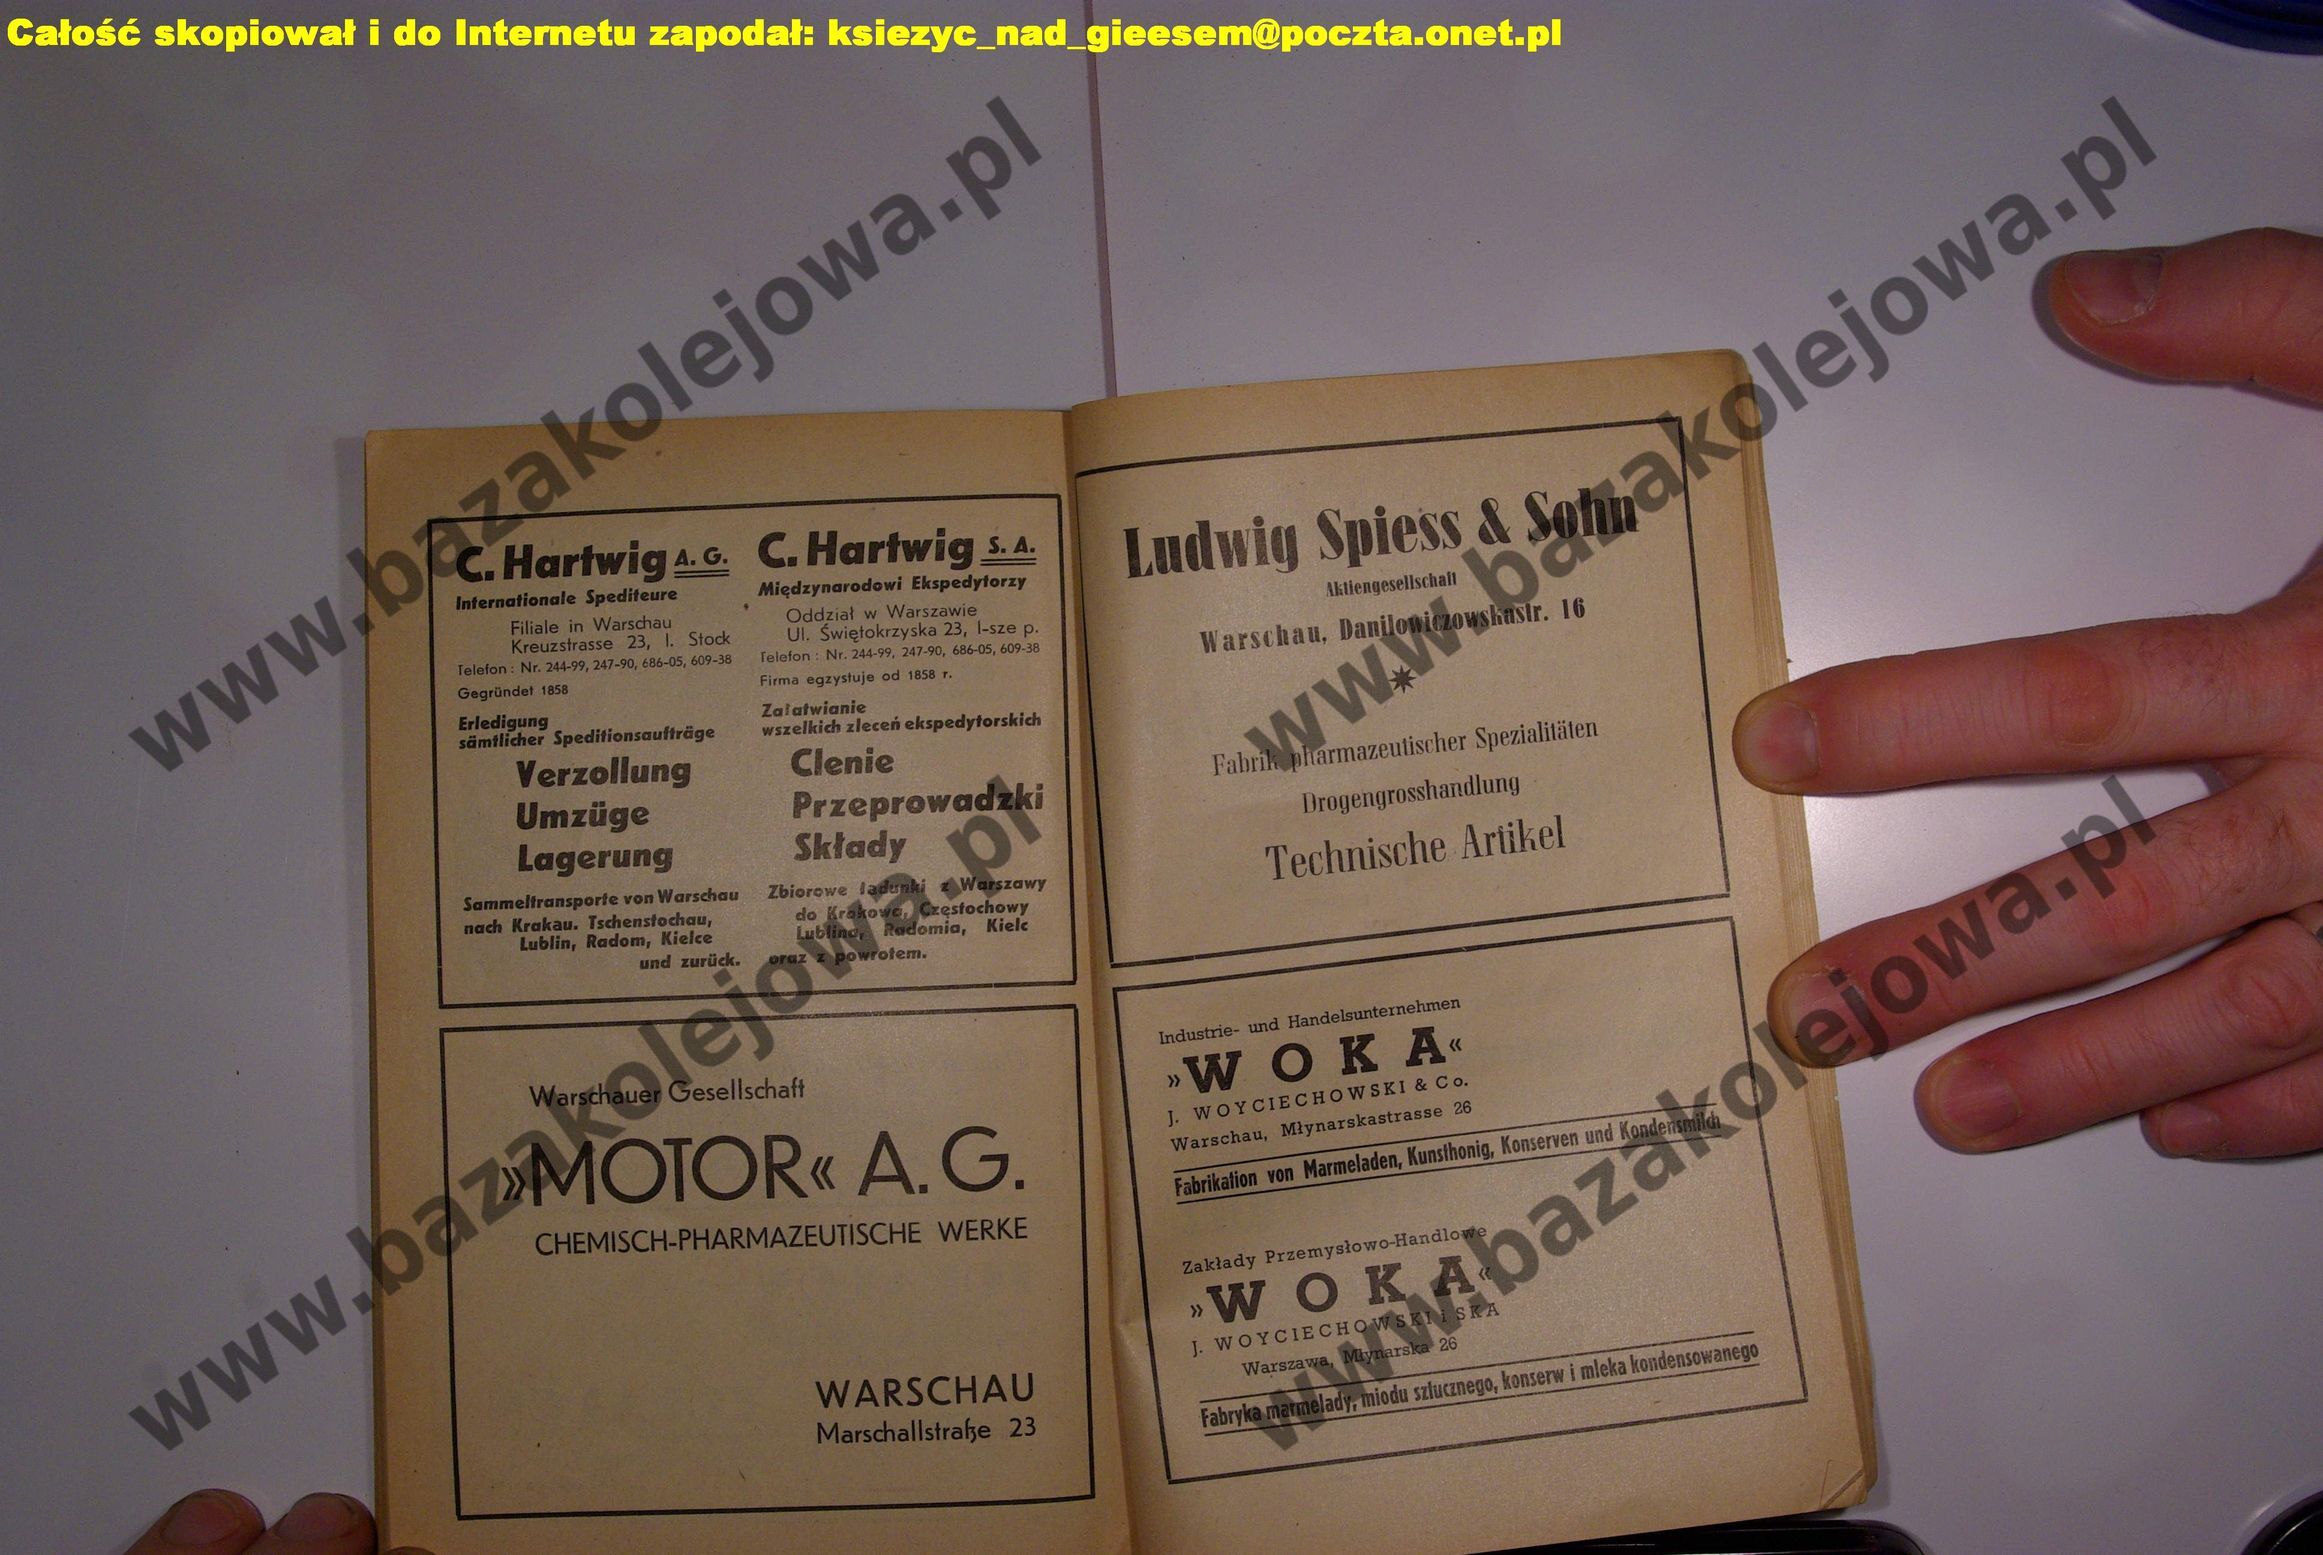 Całość skopiował i do Internetu zapodał: ksiezyc_nad_gieesem@poczta.onet.pl
www.bazakolejowa.pl
www.bazakolejowa.pl
www.bazakolejowa.pl
www.bazakolejowa.pl
C. Hartwig A. G.
Internationale Spediteure
Filiale in Warschau
Kreuzstrasse 23, I. Stock
Telefon: Nr. 244-99, 247-90, 686-05, 609-38
Gegründet 1858
Erledigung
sämtlicher Speditionsaufträge
Verzollung
Umzüge
Lagerung
Sammeltransporte von Warschau
nach Krakau. Tschenstochau,
Lublin, Radom, Kielce
und zurück.
C. Hartwig S. A.
Międzynarodowi Ekspedytorzy
Oddział w Warszawie
Ul. Świętokrzyska 23, I-sze p.
Telefon: Nr. 244-99, 247-90, 686-05, 609-38
Firma egzystuje od 1858 r.
Załatwianie
wszelkich zleceń ekspedytorskich
Clenie
Przeprowadzki
Składy
Zbiorowe ładunki z Warszawy
do Krakowa, Częstochowy
Lublina, Radomia, Kielc
oraz z powrotem.
Warschauer Gesellschaft
»MOTOR« A. G.
CHEMISCH-PHARMAZEUTISCHE WERKE
WARSCHAU
Marschallstraße 23
Ludwig Spiess & Sohn
Aktiengesellschaft
Warschau, Danilowiczowskastr. 16
Fabrik pharmazeutischer Spezialitäten
Drogengrosshandlung
Technische Artikel
Industrie- und Handelsunternehmen
»WOKA«
J. WOYCIECHOWSKI & Co.
Warschau, Młynarskastrasse 26
Fabrikation von Marmeladen, Kunsthonig, Konserven und Kondensmilch
Zakłady Przemysłowo-Handlowe
»WOKA«
J. WOYCIECHOWSKI i SKA
Warszawa, Młynarska 26
Fabryka marmelady, miodu sztucznego, konserw i mleka kondensowanego